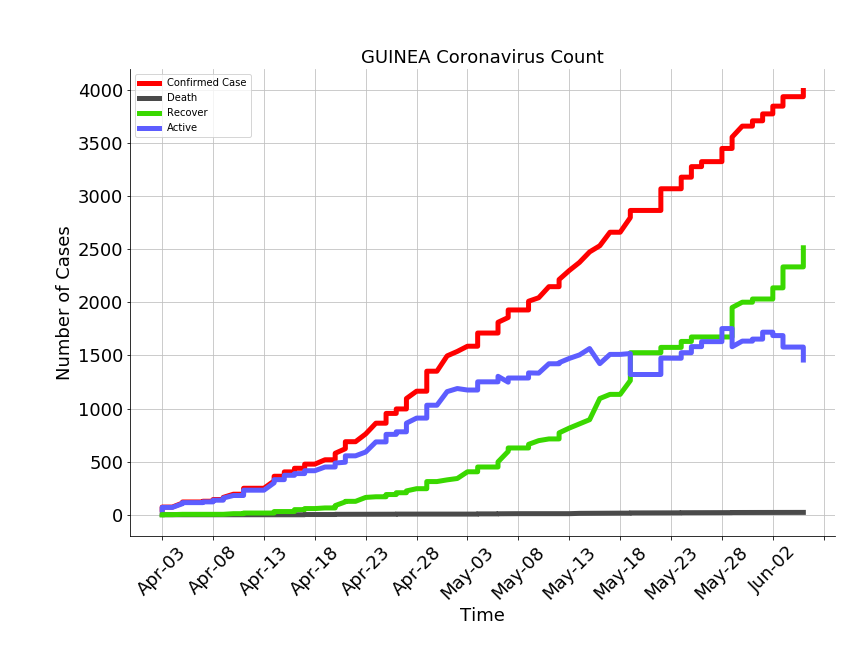 GUINEA Coronavirus Count
Confirmed Case
Death
Recover
Active
Number of Cases
4000
3500
3000
2500
2000
1500
1000
500
0
Apr-03
Apr-08
Apr-13
Apr-18
Apr-23
Apr-28
May-03
May-08
May-13
May-18
May-23
May-28
Jun-02
Time